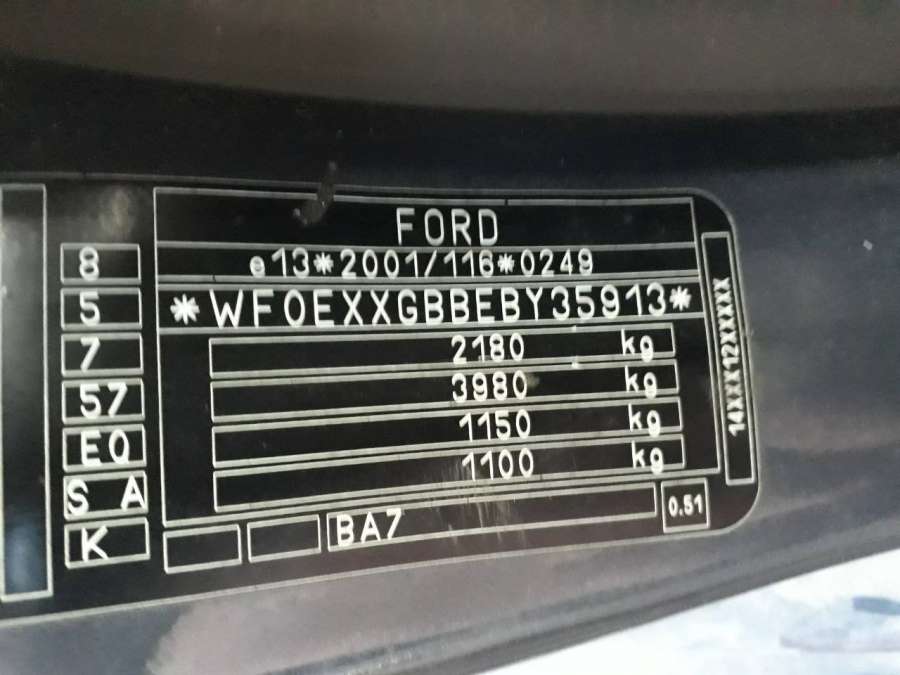 FORD
e13*2001/116*0249
*WF0EXXGBBEBY35913*
2180 kg
3980 kg
1150 kg
1100 kg
BA7
0.51
14XXX12XXXXX
8
5
7
57
EQ
S A
K